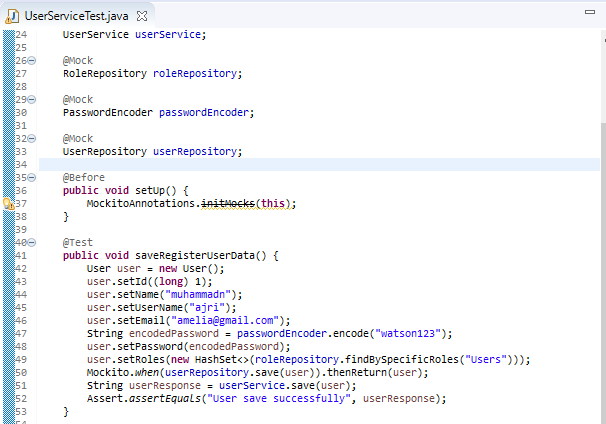 UserServiceTest.java
24 UserService userService;
25
26 @Mock
27 RoleRepository roleRepository;
28
29 @Mock
30 PasswordEncoder passwordEncoder;
31
32 @Mock
33 UserRepository userRepository;
34
35 @Before
36 public void setUp() {
37 MockitoAnnotations.initMocks(this);
38 }
39
40 @Test
41 public void saveRegisterUserData() {
42 User user = new User();
43 user.setId((long) 1);
44 user.setName("muhammadn");
45 user.setUserName("ajri");
46 user.setEmail("amelia@gmail.com");
47 String encodedPassword = passwordEncoder.encode("watson123");
48 user.setPassword(encodedPassword);
49 user.setRoles(new HashSet<>(roleRepository.findBySpecificRoles("Users")));
50 Mockito.when(userRepository.save(user)).thenReturn(user);
51 String userResponse = userService.save(user);
52 Assert.assertEquals("User save successfully", userResponse);
53 }